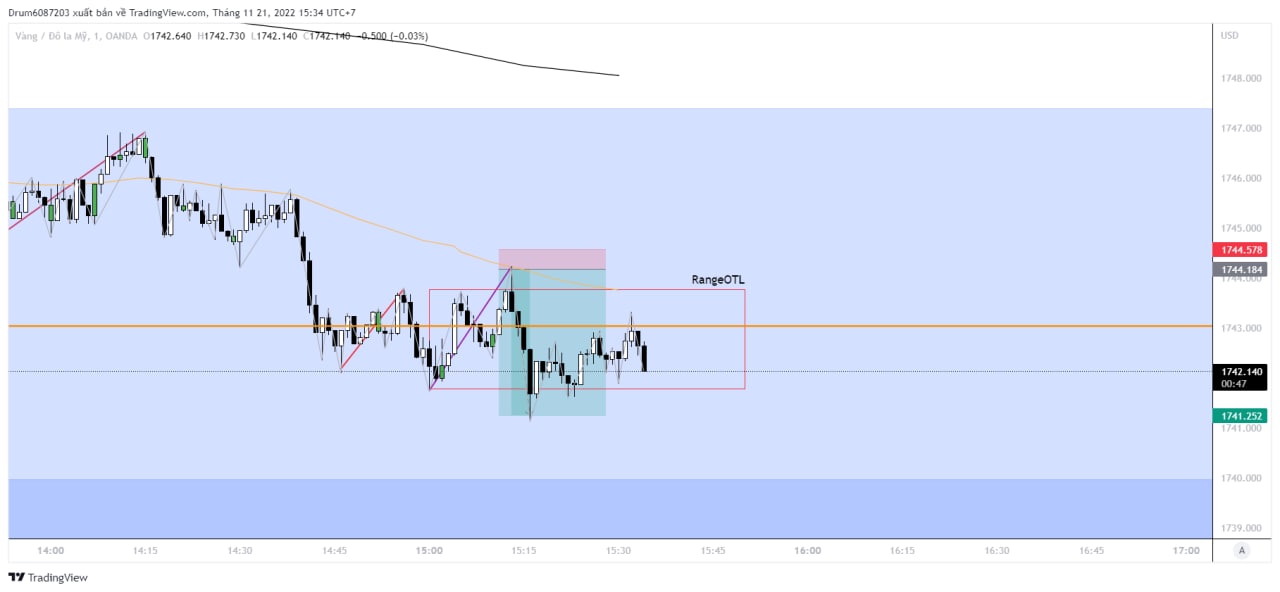 Drum6087203 xuất bản về TradingView.com, Tháng 11 21, 2022 15:34 UTC+7
Vàng / Đô la Mỹ, 1, OANDA O1742.640 H1742.730 L1742.140 C1742.140 −0.500 (−0.03%)
USD
1748.000
1747.000
1746.000
1745.000
1744.578
1744.184
1744.000
RangeOTL
1743.000
1742.140
00:47
1741.252
1741.000
1740.000
1739.000
14:00 14:15 14:30 14:45 15:00 15:15 15:30 15:45 16:00 16:15 16:30 16:45 17:00 A
TradingView